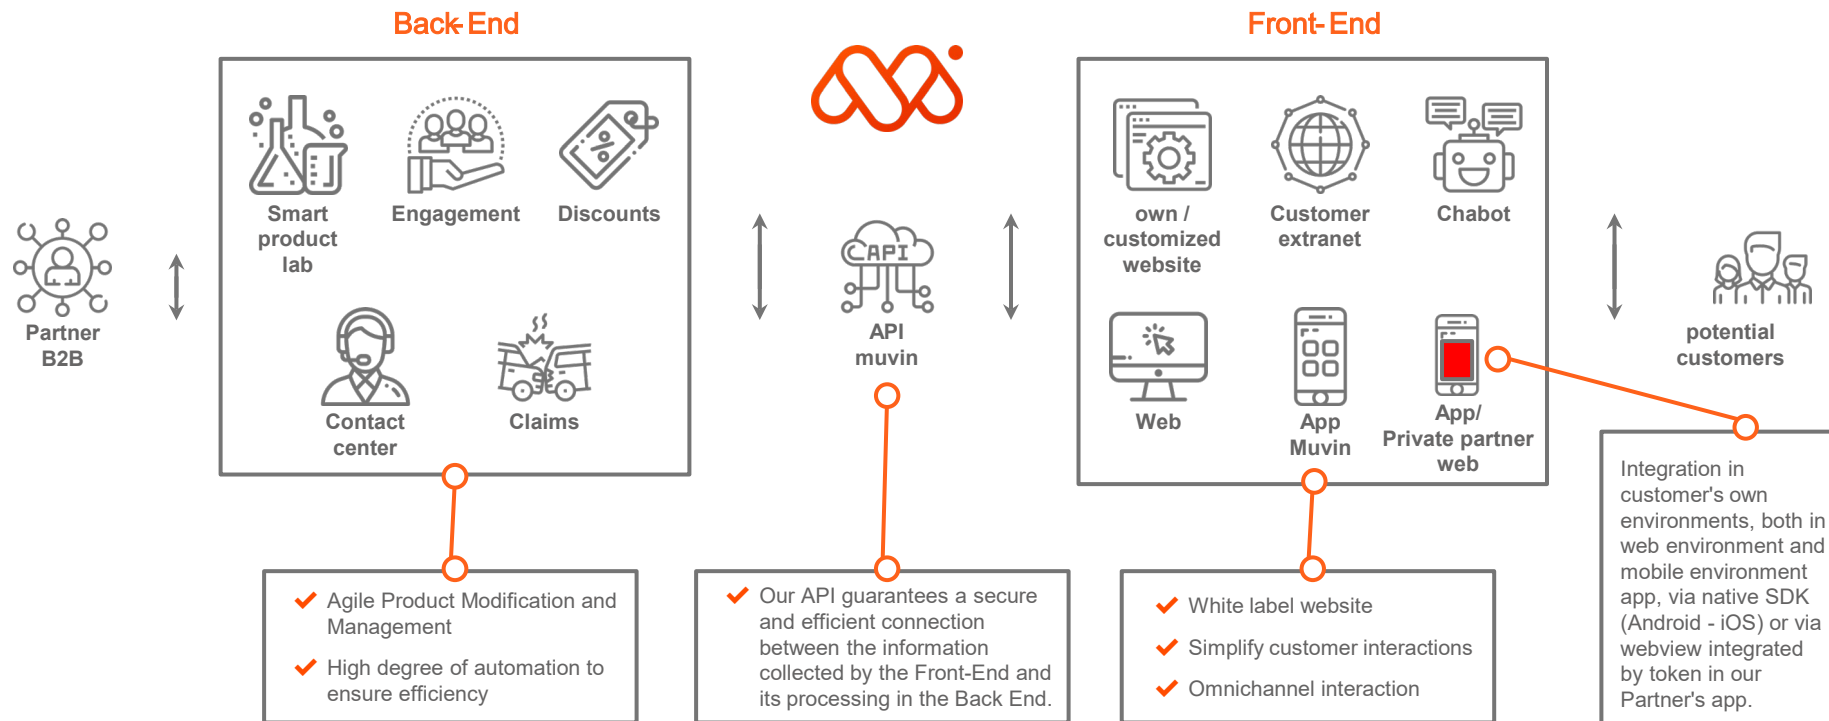 Back-End
Front-End
Smart
product
lab
Engagement
Discounts
own /
customized
website
Customer
extranet
Chabot
API
Partner
B2B
API
muvin
potential
customers
Contact
center
Claims
Web
App
Muvin
App/
Private partner
web
Agile Product Modification and
Management
High degree of automation to
ensure efficiency
Our API guarantees a secure
and efficient connection
between the information
collected by the Front-End and
its processing in the Back End.
White label website
Simplify customer interactions
Omnichannel interaction
Integration in
customer's own
environments, both in
web environment and
mobile environment
app, via native SDK
(Android - iOS) or via
webview integrated
by token in our
Partner's app.